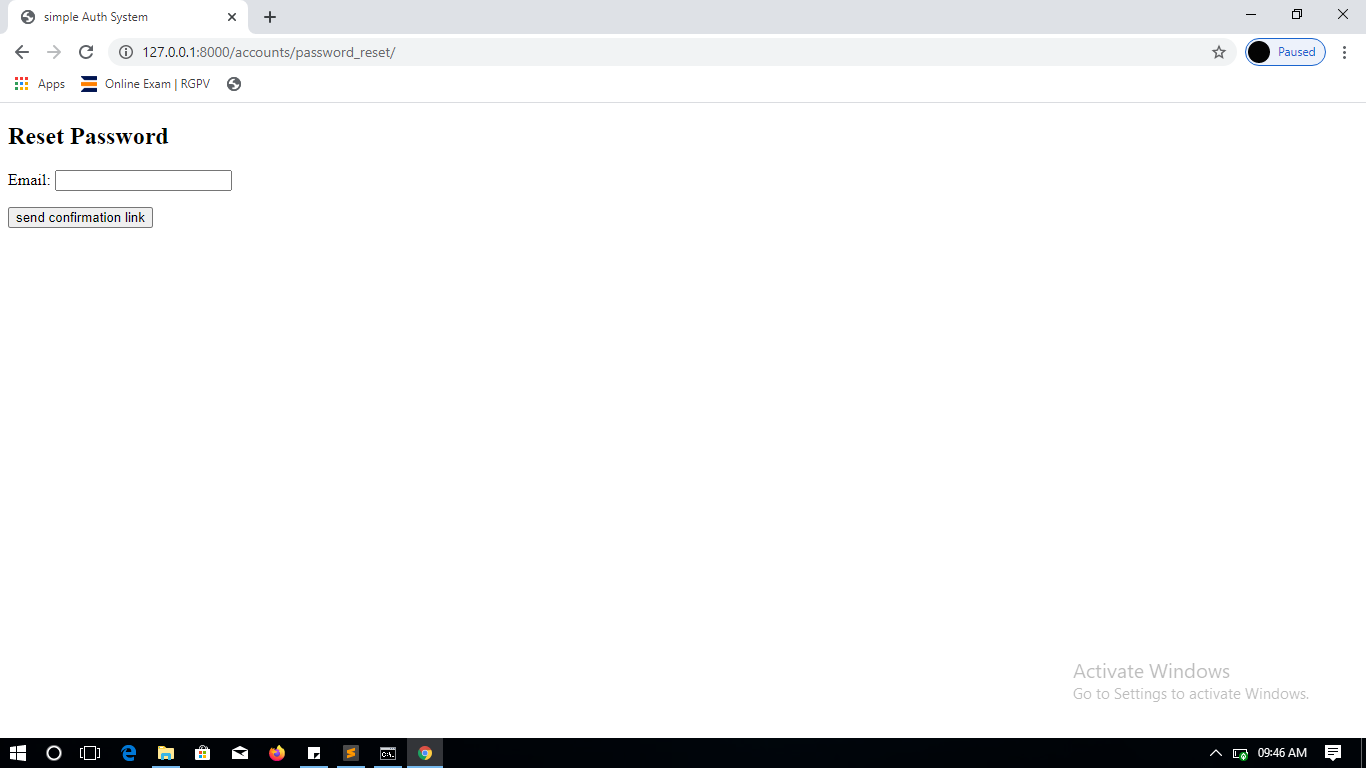 simple Auth System
127.0.0.1:8000/accounts/password_reset/
Paused
Apps
Online Exam | RGPV
Reset Password
Email:
send confirmation link
Activate Windows
Go to Settings to activate Windows.
09:46 AM